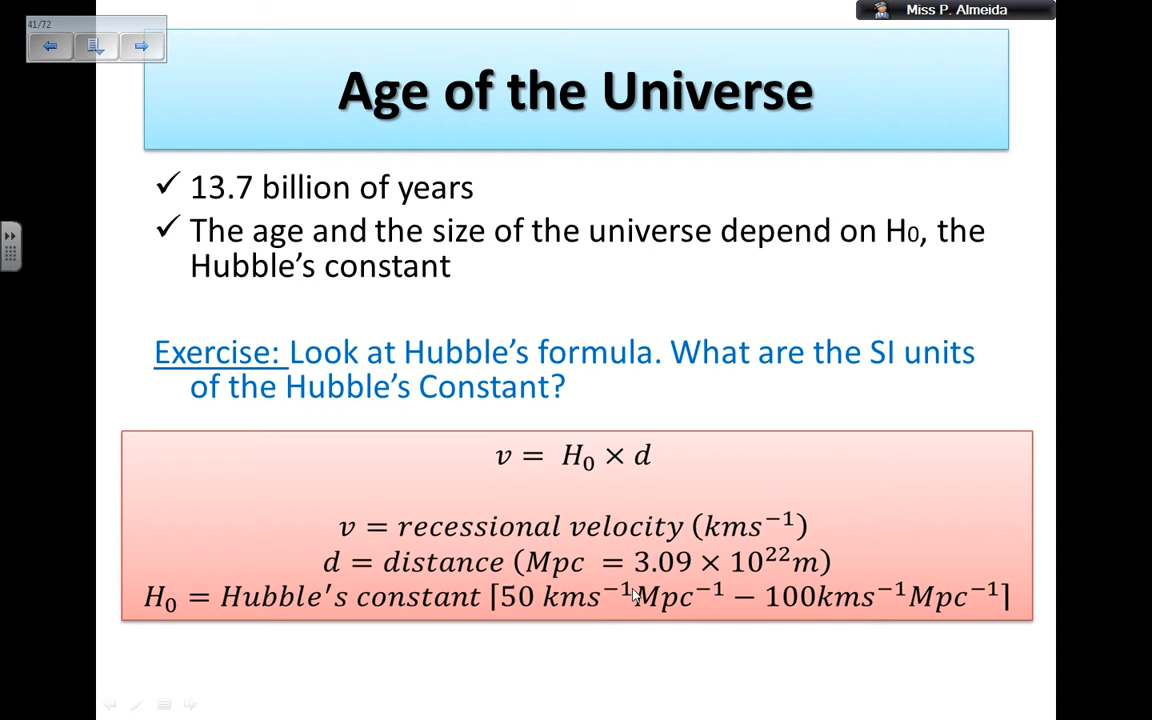 Miss P. Almeida
41/72
Age of the Universe
✓ 13.7 billion of years
✓ The age and the size of the universe depend on H₀, the
Hubble's constant
Exercise: Look at Hubble's formula. What are the SI units
of the Hubble's Constant?
v = H₀ × d
v = recessional velocity (kms⁻¹)
d = distance (Mpc = 3.09 × 10²²m)
H₀ = Hubble's constant ⌈50 kms⁻¹Mpc⁻¹ − 100kms⁻¹Mpc⁻¹⌉